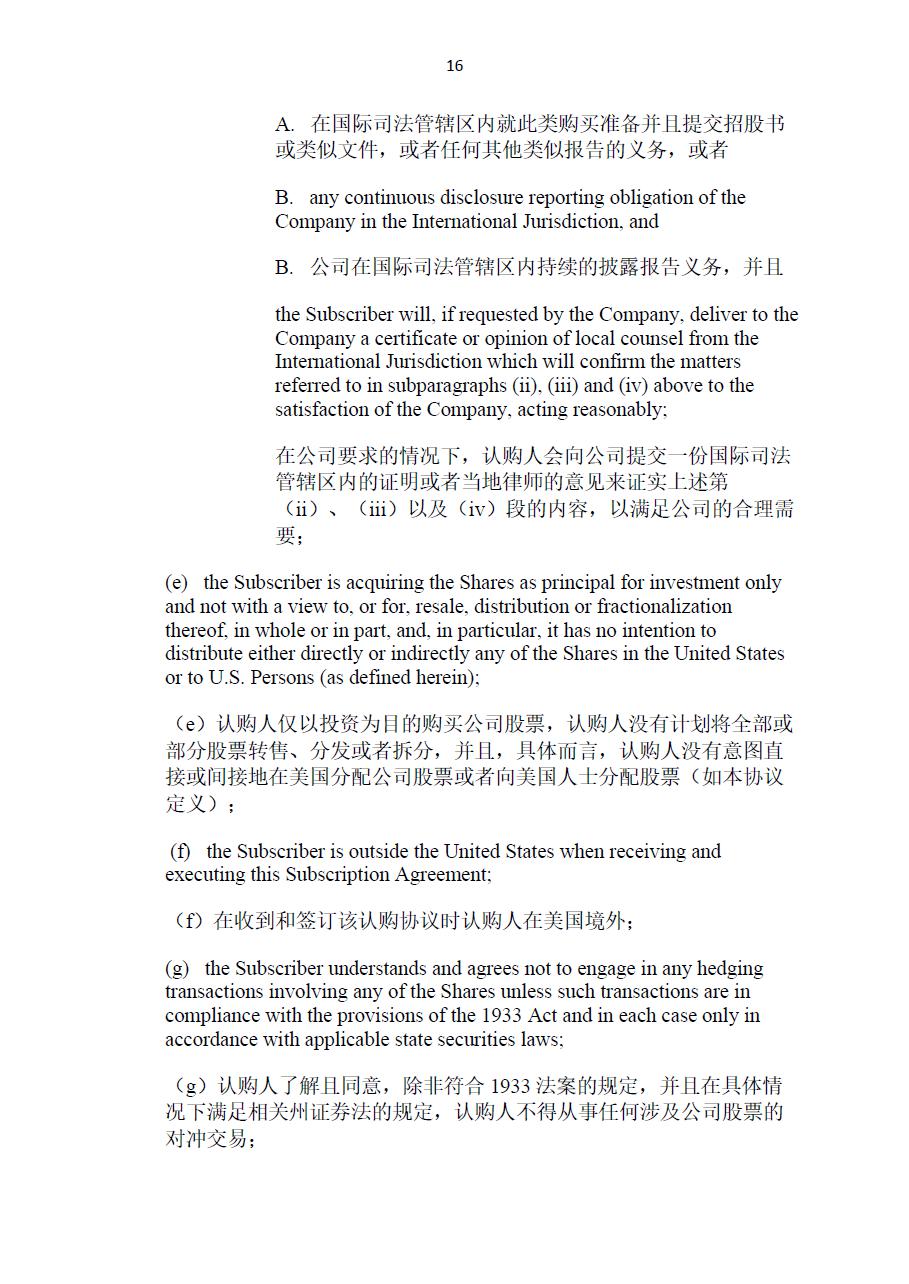 16
A. 在国际司法管辖区内就此类购买准备并且提交招股书
或类似文件，或者任何其他类似报告的义务，或者
B. any continuous disclosure reporting obligation of the
Company in the International Jurisdiction, and
B. 公司在国际司法管辖区内持续的披露报告义务，并且
the Subscriber will, if requested by the Company, deliver to the
Company a certificate or opinion of local counsel from the
International Jurisdiction which will confirm the matters
referred to in subparagraphs (ii), (iii) and (iv) above to the
satisfaction of the Company, acting reasonably;
在公司要求的情况下，认购人会向公司提交一份国际司法
管辖区内的证明或者当地律师的意见来证实上述第
（ii）、（iii）以及（iv）段的内容，以满足公司的合理需
要；
(e) the Subscriber is acquiring the Shares as principal for investment only
and not with a view to, or for, resale, distribution or fractionalization
thereof, in whole or in part, and, in particular, it has no intention to
distribute either directly or indirectly any of the Shares in the United States
or to U.S. Persons (as defined herein);
（e）认购人仅以投资为目的购买公司股票，认购人没有计划将全部或
部分股票转售、分发或者拆分，并且，具体而言，认购人没有意图直
接或间接地在美国分配公司股票或者向美国人士分配股票（如本协议
定义）；
(f) the Subscriber is outside the United States when receiving and
executing this Subscription Agreement;
（f）在收到和签订该认购协议时认购人在美国境外；
(g) the Subscriber understands and agrees not to engage in any hedging
transactions involving any of the Shares unless such transactions are in
compliance with the provisions of the 1933 Act and in each case only in
accordance with applicable state securities laws;
（g）认购人了解且同意，除非符合 1933 法案的规定，并且在具体情
况下满足相关州证券法的规定，认购人不得从事任何涉及公司股票的
对冲交易；